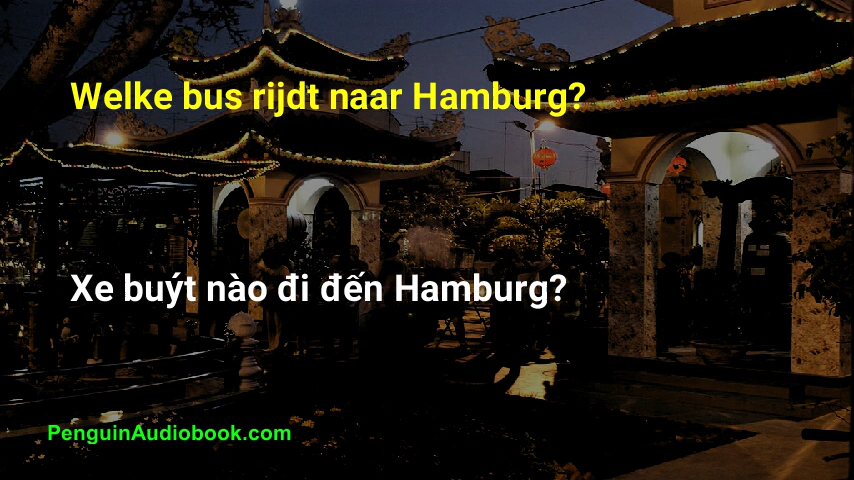 Welke bus rijdt naar Hamburg?
Xe buýt nào đi đến Hamburg?
PenguinAudiobook.com